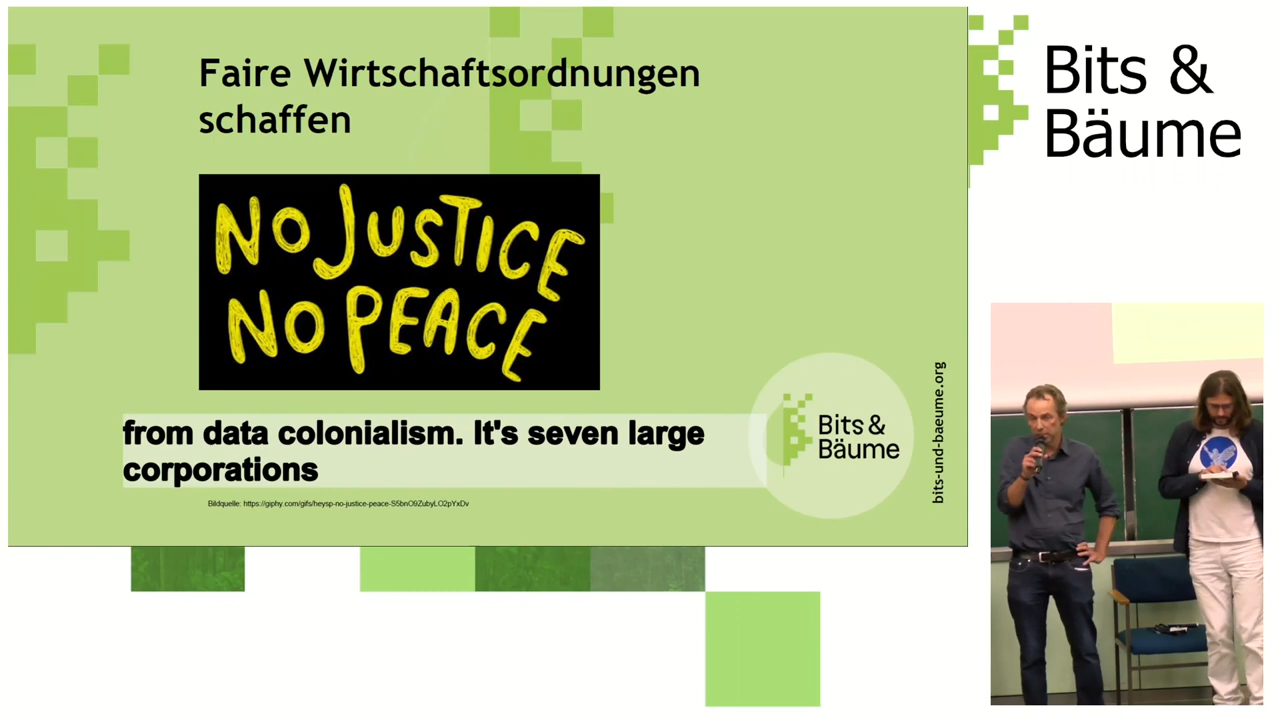 Faire Wirtschaftsordnungen
schaffen
NO JUSTICE
NO PEACE
from data colonialism. It's seven large
corporations
Bildquelle: https://giphy.com/gifs/heysp-no-justice-peace-S5bnO9ZubyLO2pYxDv
Bits &
Bäume
bits-und-baeume.org
Bits &
Bäume